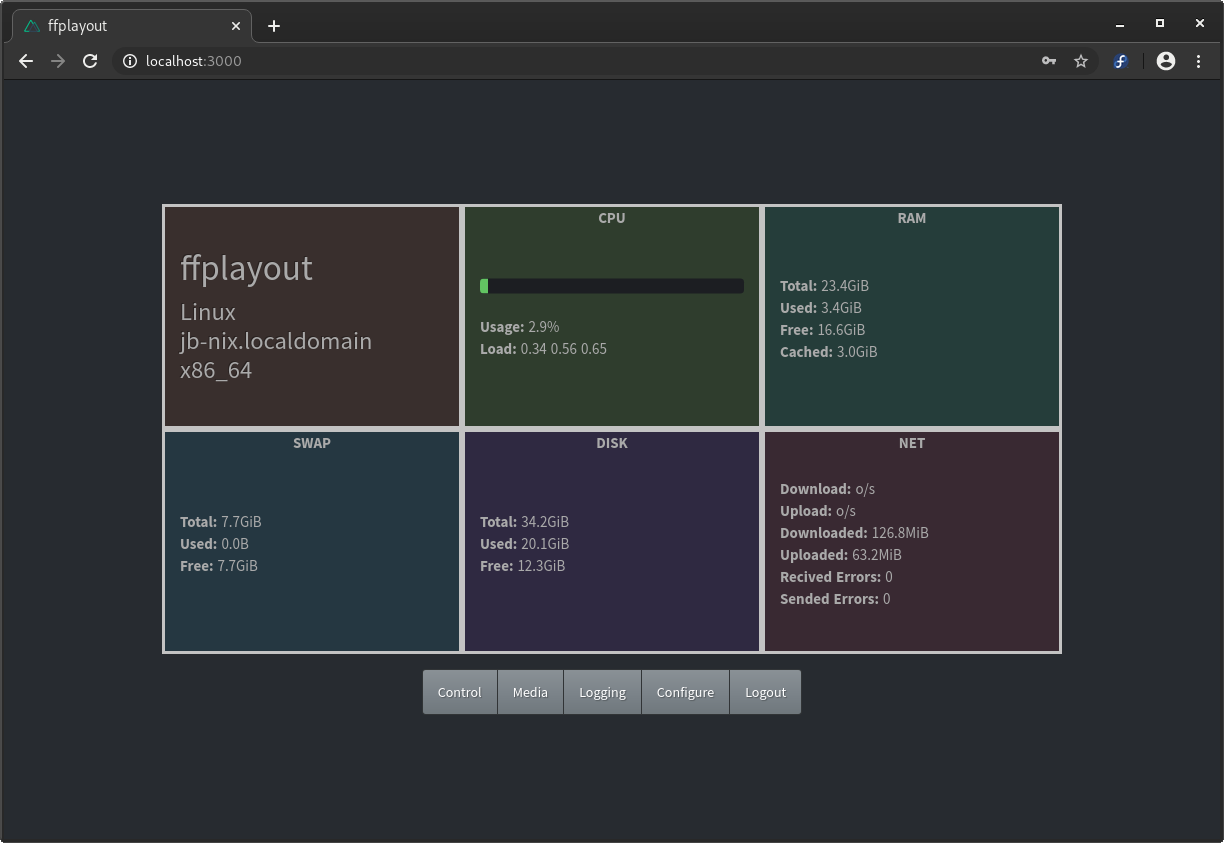 ffplayout
localhost:3000
ffplayout
Linux
jb-nix.localdomain
x86_64
CPU
Usage: 2.9%
Load: 0.34 0.56 0.65
RAM
Total: 23.4GiB
Used: 3.4GiB
Free: 16.6GiB
Cached: 3.0GiB
SWAP
Total: 7.7GiB
Used: 0.0B
Free: 7.7GiB
DISK
Total: 34.2GiB
Used: 20.1GiB
Free: 12.3GiB
NET
Download: o/s
Upload: o/s
Downloaded: 126.8MiB
Uploaded: 63.2MiB
Recived Errors: 0
Sended Errors: 0
Control Media Logging Configure Logout